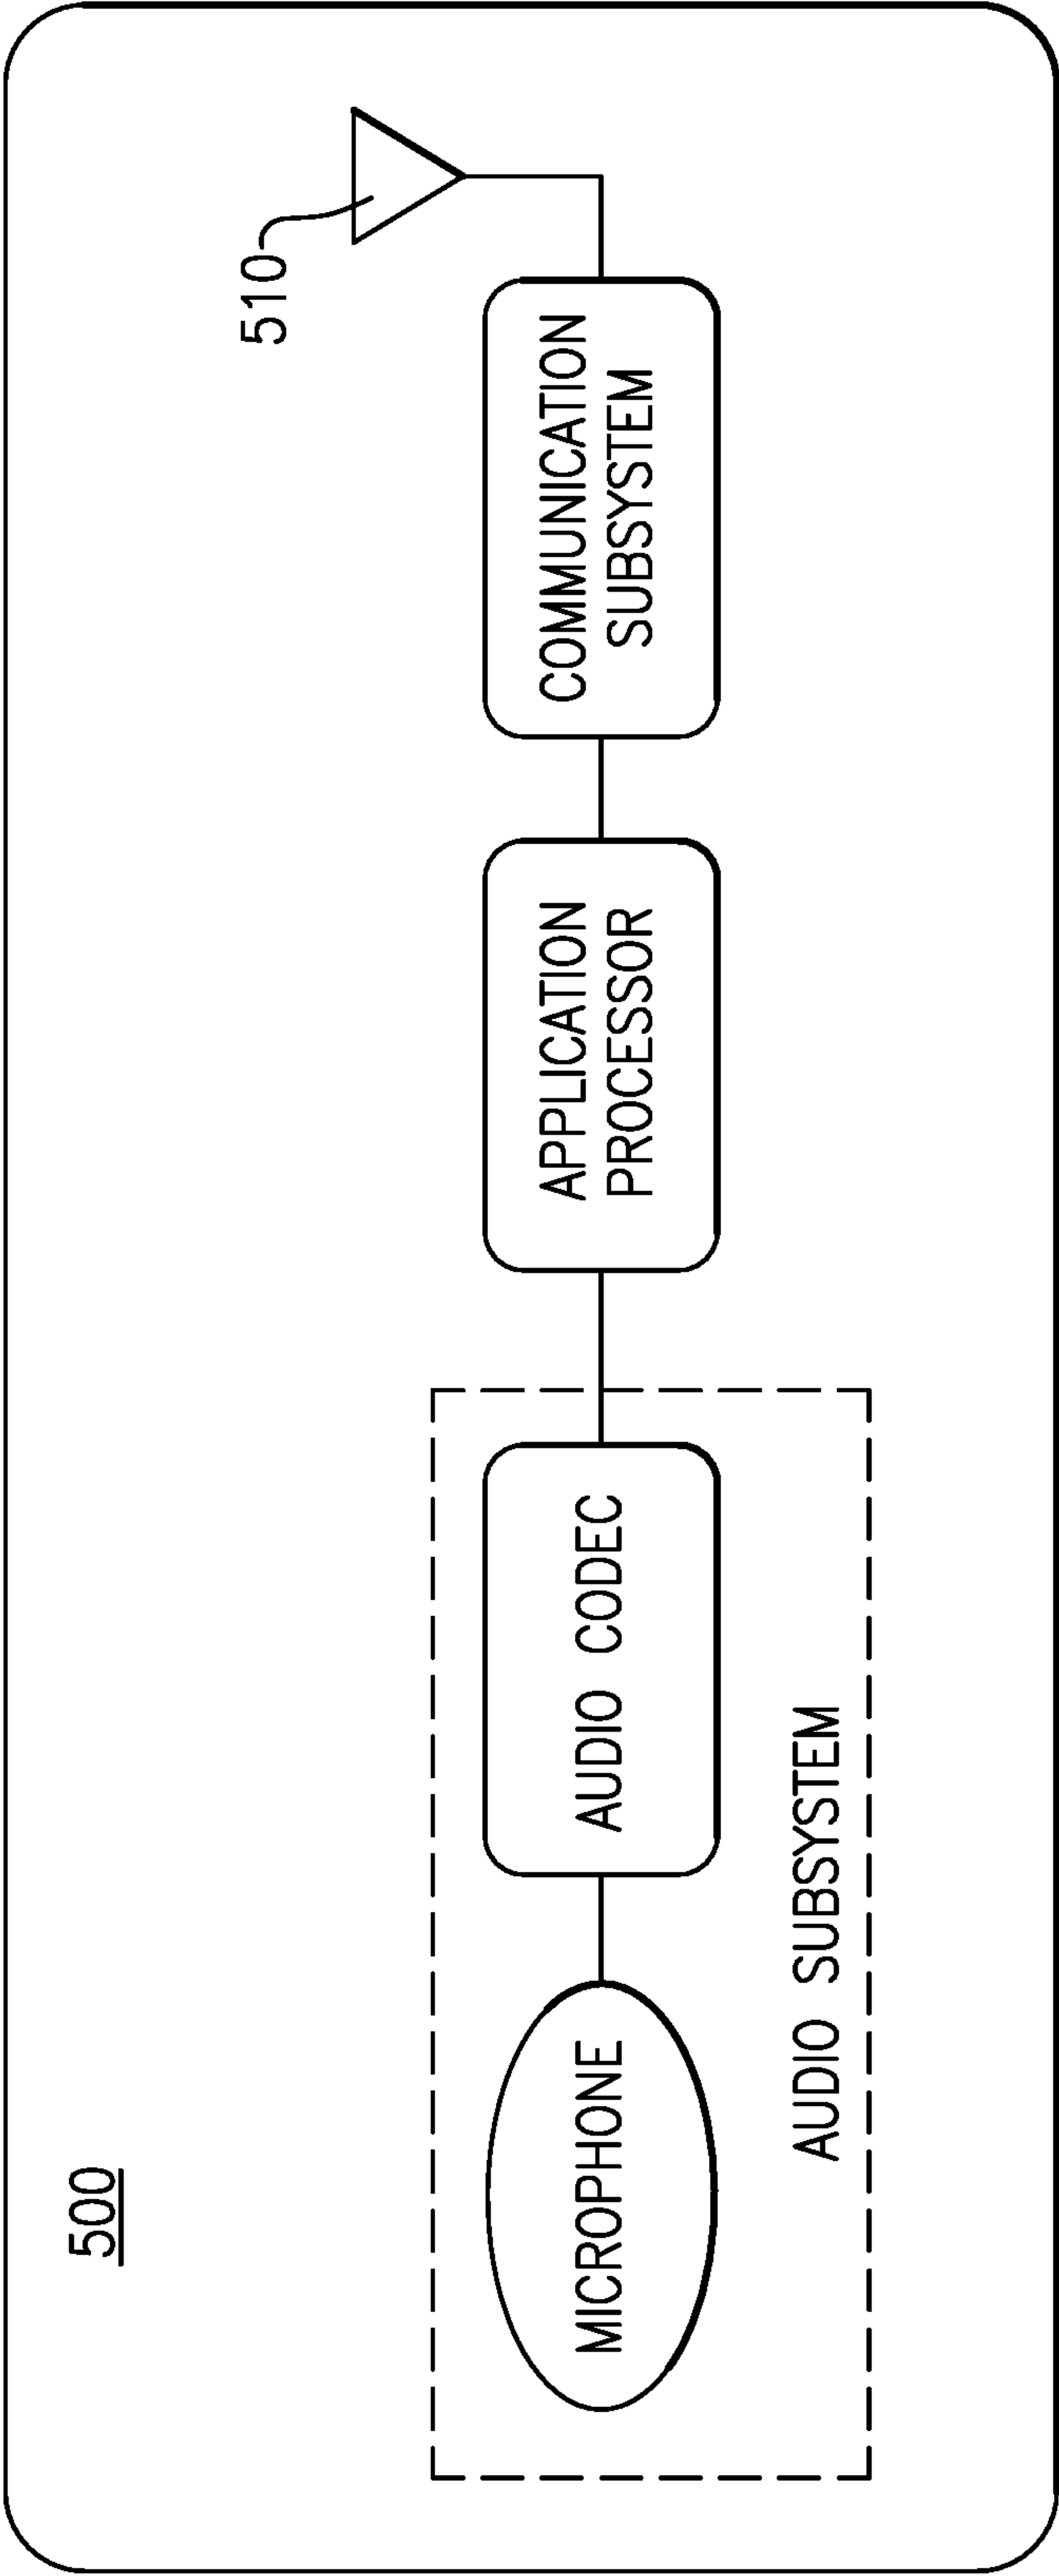 500
510
MICROPHONE
AUDIO CODEC
APPLICATION
PROCESSOR
COMMUNICATION
SUBSYSTEM
AUDIO SUBSYSTEM